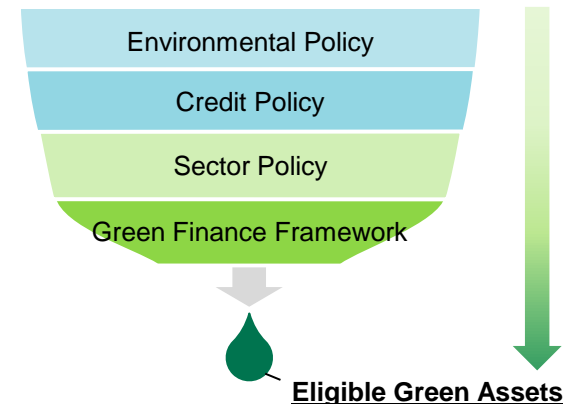 Environmental Policy
Credit Policy
Sector Policy
Green Finance Framework
Eligible Green Assets